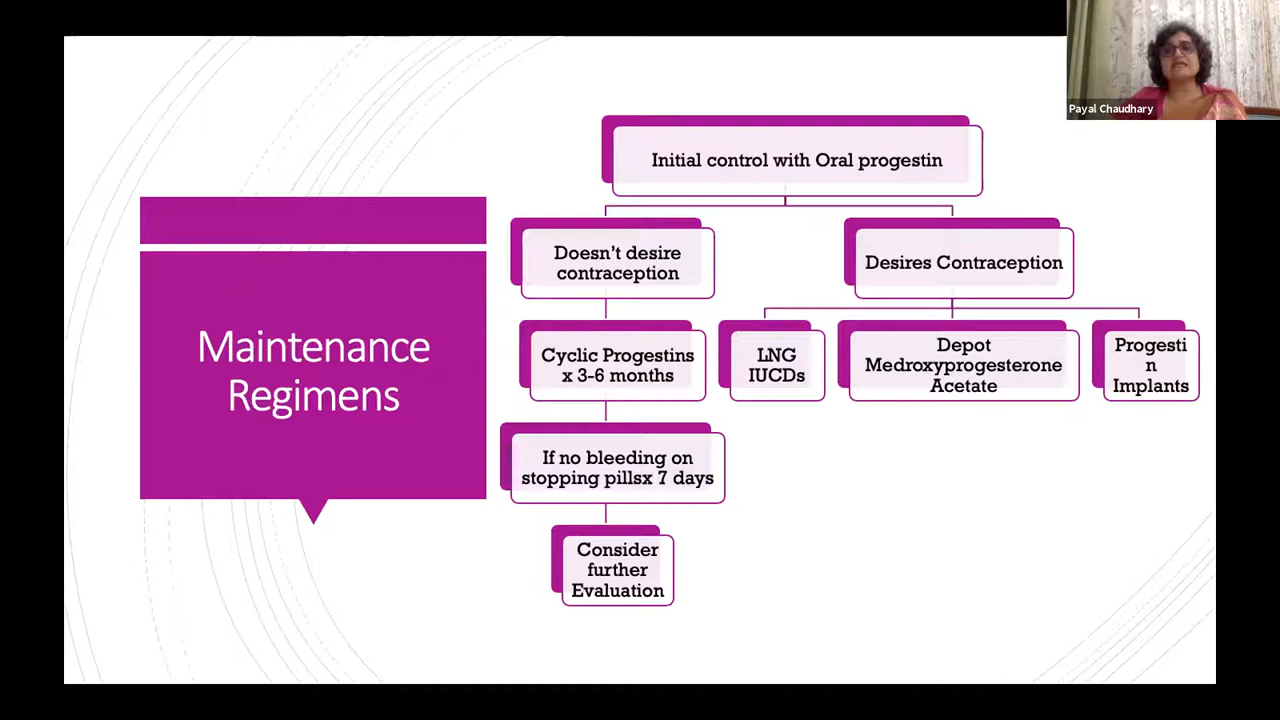 Payal Chaudhary
Maintenance
Regimens
Initial control with Oral progestin
Doesn't desire
contraception
Desires Contraception
Cyclic Progestins
x 3-6 months
LNG
IUCDs
Depot
Medroxyprogesterone
Acetate
Progesti
n
Implants
If no bleeding on
stopping pillsx 7 days
Consider
further
Evaluation